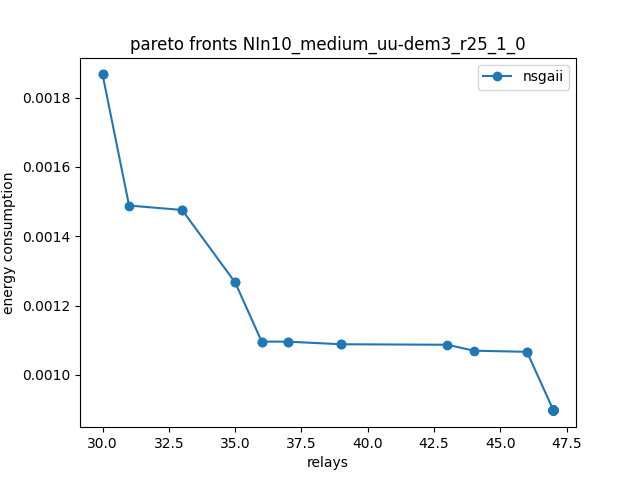 pareto fronts NIn10_medium_uu-dem3_r25_1_0
nsgaii
energy consumption
0.0018
0.0016
0.0014
0.0012
0.0010
30.0 32.5 35.0 37.5 40.0 42.5 45.0 47.5
relays